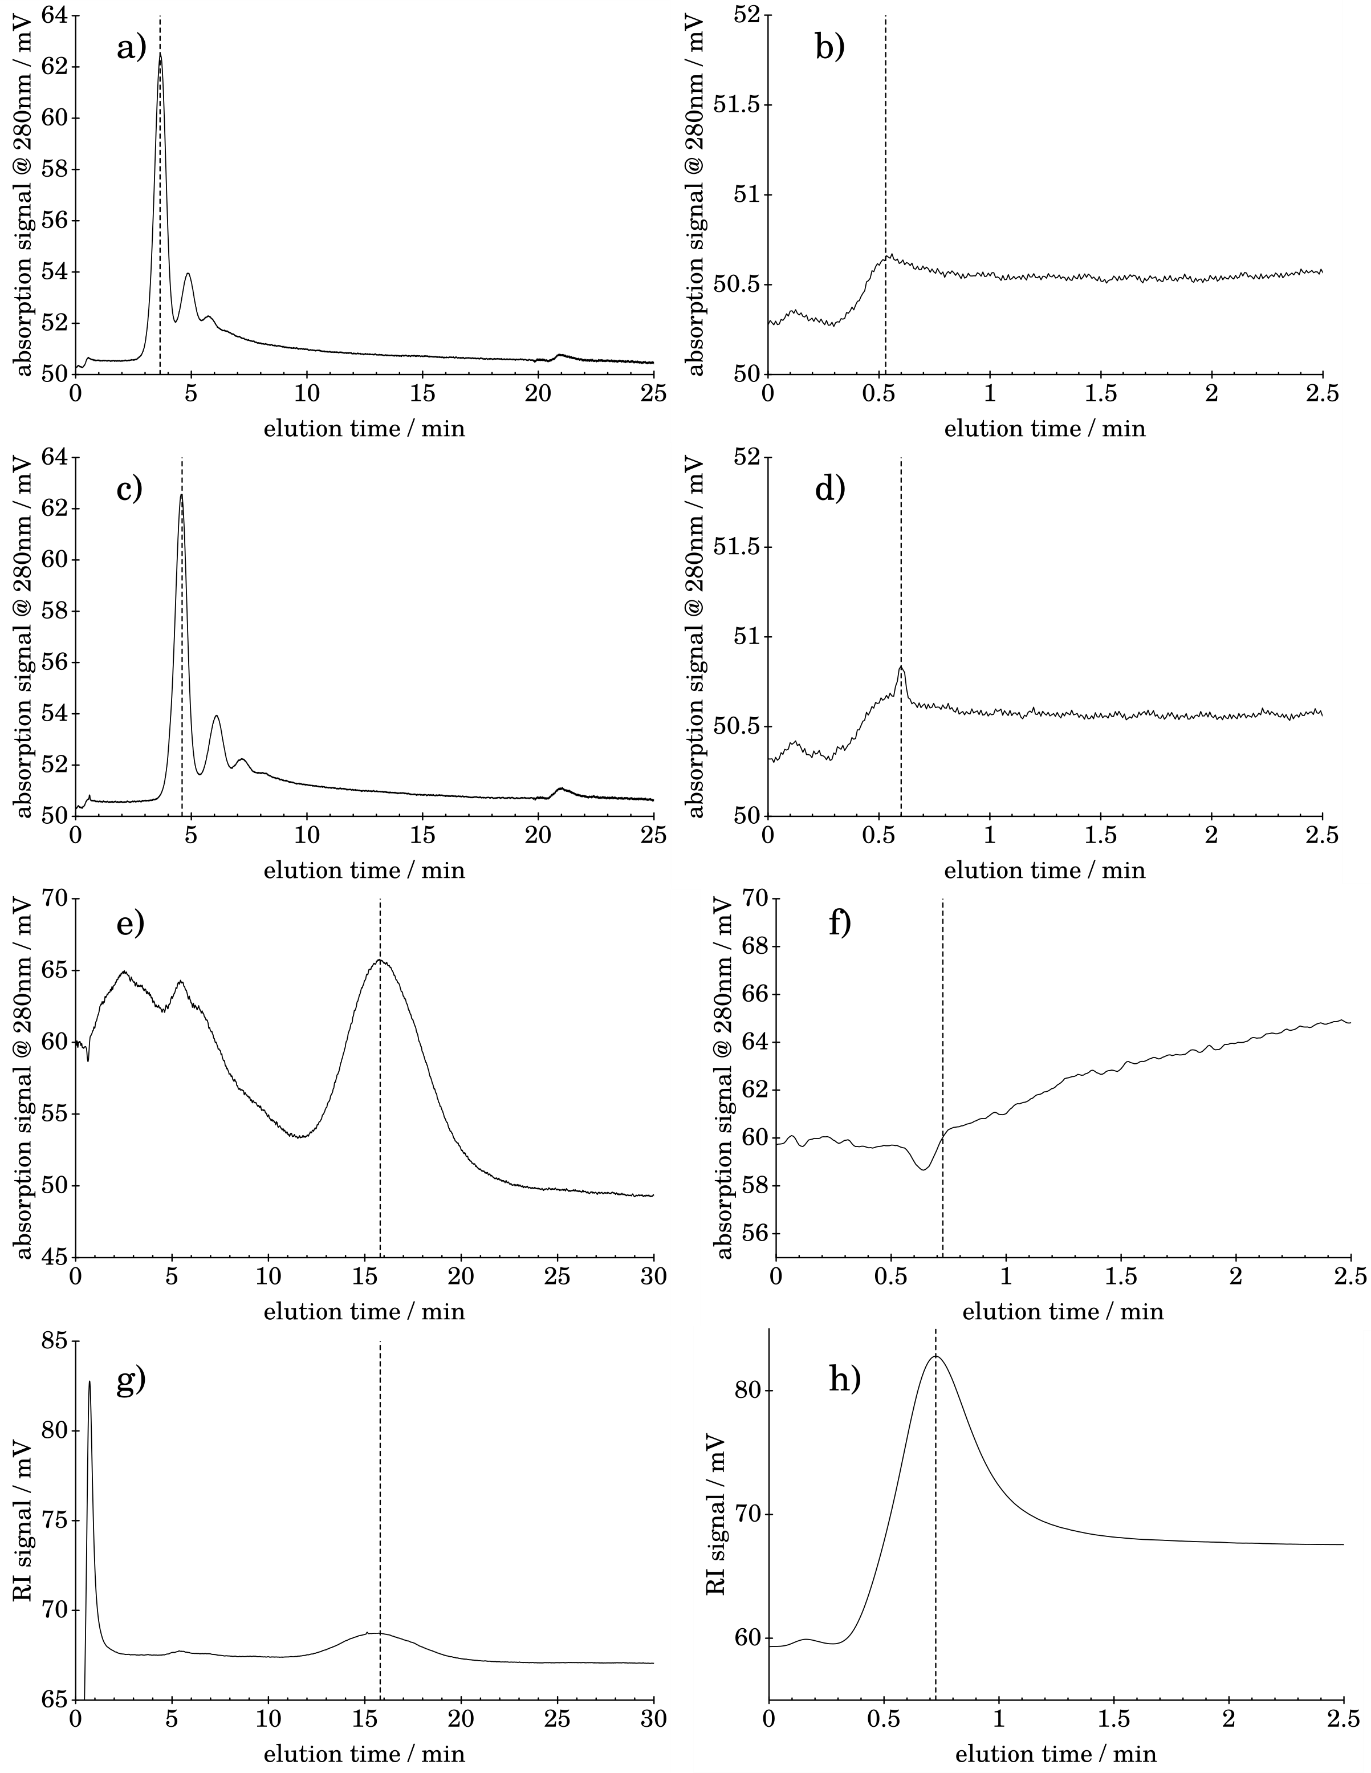 a)
absorption signal @ 280nm / mV
64
62
60
58
56
54
52
50
0 5 10 15 20 25
elution time / min
b)
absorption signal @ 280nm / mV
52
51.5
51
50.5
50
0 0.5 1 1.5 2 2.5
elution time / min
c)
absorption signal @ 280nm / mV
64
62
60
58
56
54
52
50
0 5 10 15 20 25
elution time / min
d)
absorption signal @ 280nm / mV
52
51.5
51
50.5
50
0 0.5 1 1.5 2 2.5
elution time / min
e)
absorption signal @ 280nm / mV
70
65
60
55
50
45
0 5 10 15 20 25 30
elution time / min
f)
absorption signal @ 280nm / mV
70
68
66
64
62
60
58
56
0 0.5 1 1.5 2 2.5
elution time / min
g)
RI signal / mV
85
80
75
70
65
0 5 10 15 20 25 30
elution time / min
h)
RI signal / mV
80
70
60
0 0.5 1 1.5 2 2.5
elution time / min